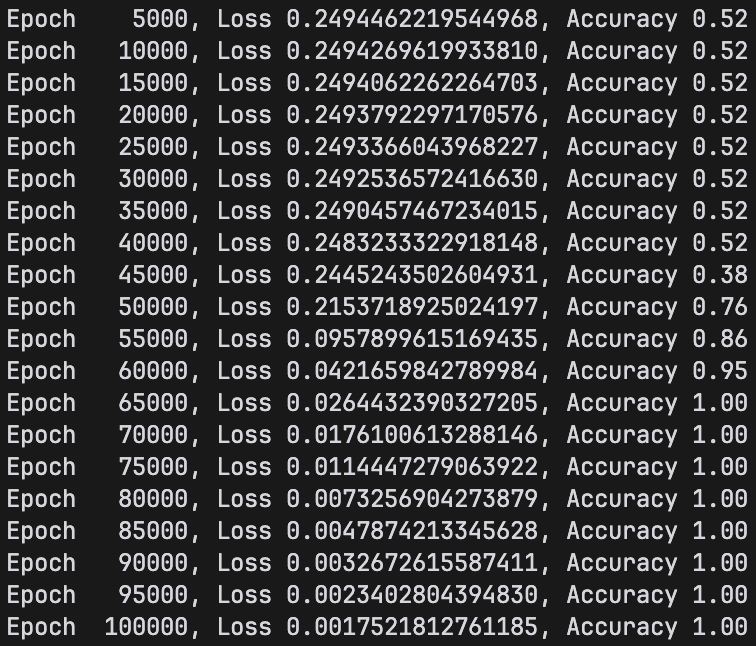 Epoch    5000, Loss 0.2494462219544968, Accuracy 0.52
Epoch   10000, Loss 0.2494269619933810, Accuracy 0.52
Epoch   15000, Loss 0.2494062262264703, Accuracy 0.52
Epoch   20000, Loss 0.2493792297170576, Accuracy 0.52
Epoch   25000, Loss 0.2493366043968227, Accuracy 0.52
Epoch   30000, Loss 0.2492536572416630, Accuracy 0.52
Epoch   35000, Loss 0.2490457467234015, Accuracy 0.52
Epoch   40000, Loss 0.2483233322918148, Accuracy 0.52
Epoch   45000, Loss 0.2445243502604931, Accuracy 0.38
Epoch   50000, Loss 0.2153718925024197, Accuracy 0.76
Epoch   55000, Loss 0.0957899615169435, Accuracy 0.86
Epoch   60000, Loss 0.0421659842789984, Accuracy 0.95
Epoch   65000, Loss 0.0264432390327205, Accuracy 1.00
Epoch   70000, Loss 0.0176100613288146, Accuracy 1.00
Epoch   75000, Loss 0.0114447279063922, Accuracy 1.00
Epoch   80000, Loss 0.0073256904273879, Accuracy 1.00
Epoch   85000, Loss 0.0047874213345628, Accuracy 1.00
Epoch   90000, Loss 0.0032672615587411, Accuracy 1.00
Epoch   95000, Loss 0.0023402804394830, Accuracy 1.00
Epoch  100000, Loss 0.0017521812761185, Accuracy 1.00